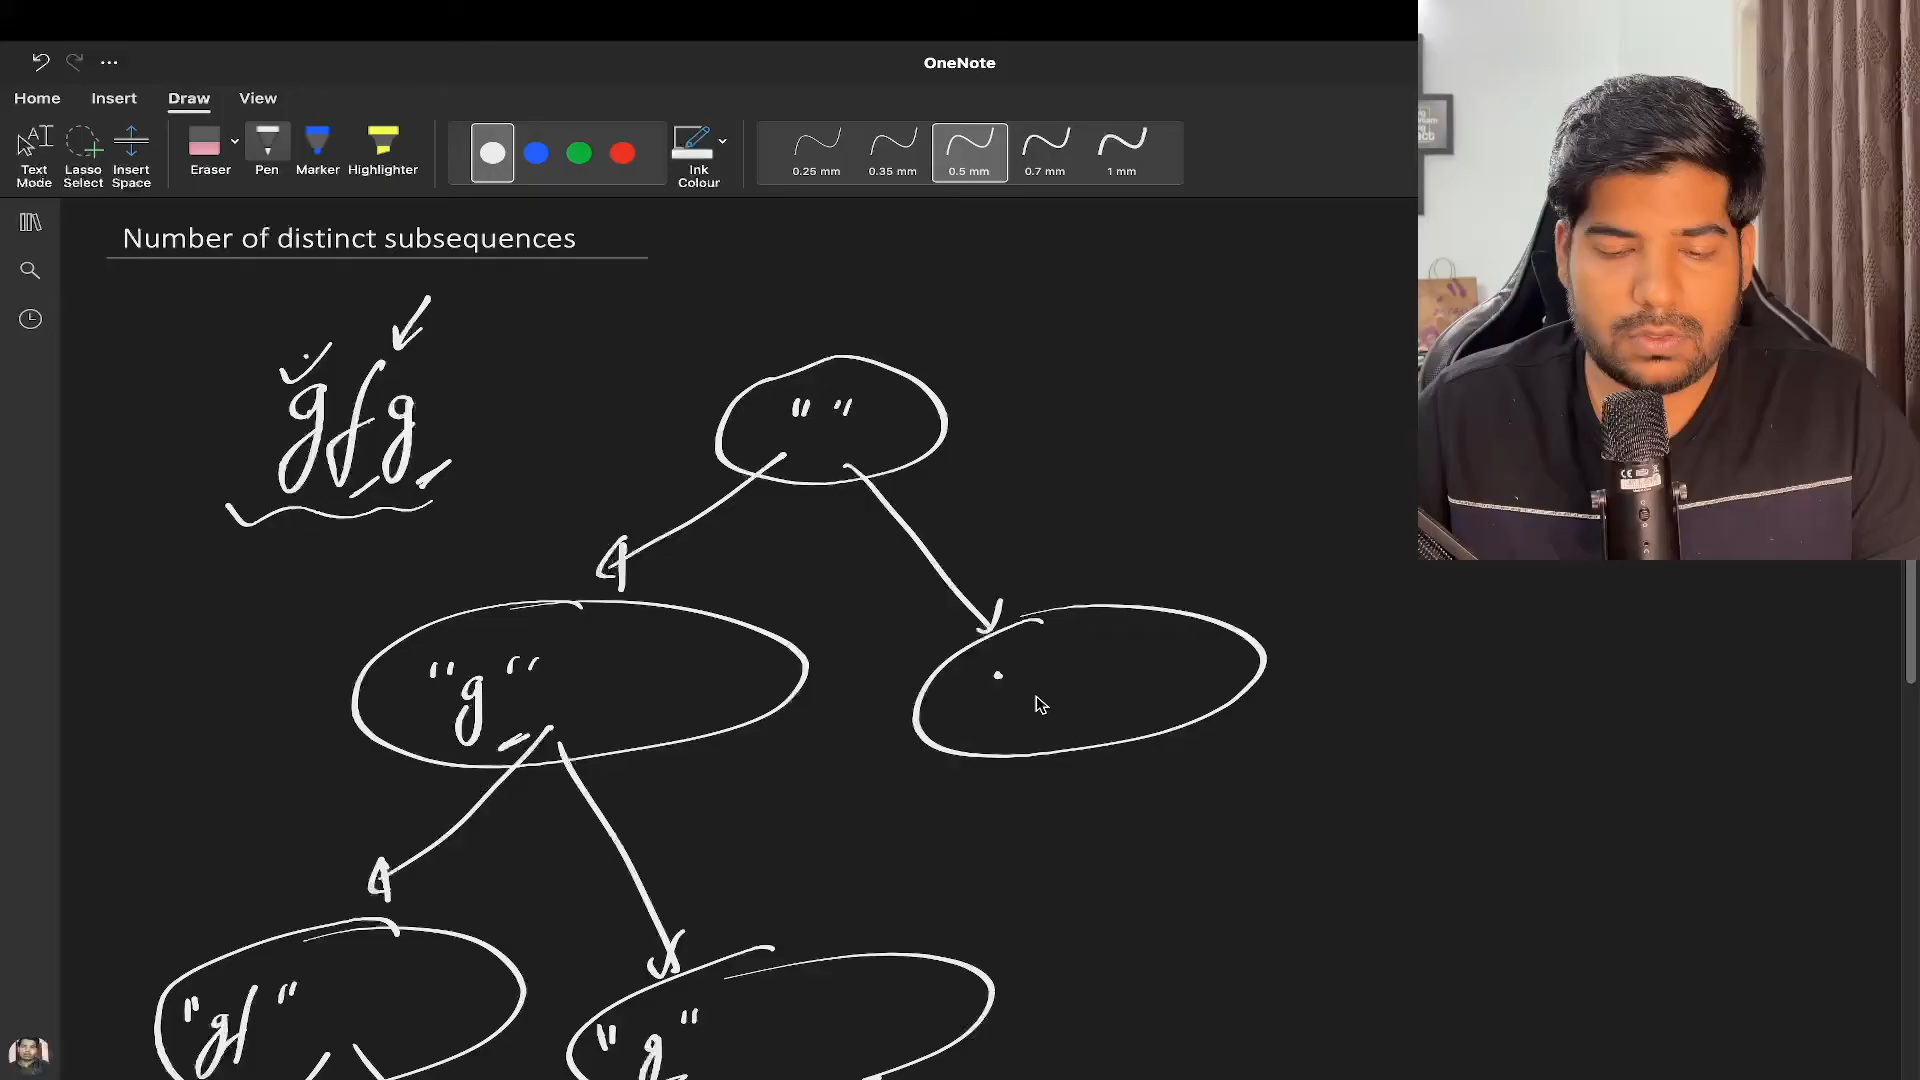 OneNote
Home Insert Draw View
Text Mode
Lasso Select
Insert Space
Eraser
Pen
Marker
Highlighter
Ink Colour
0.25 mm
0.35 mm
0.5 mm
0.7 mm
1 mm
Number of distinct subsequences
gfg
" "
"g"
"gf"
"g"